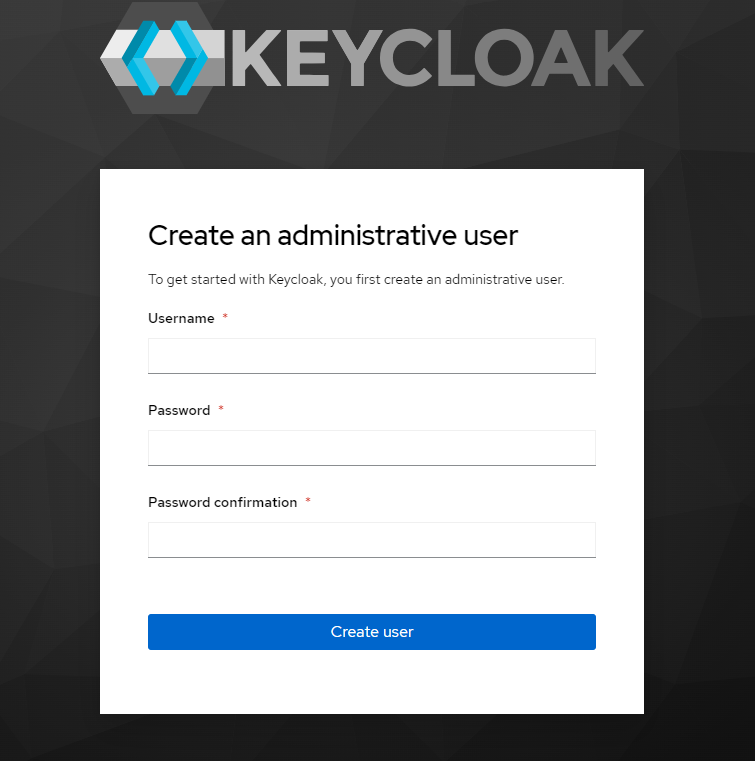 KEYCLOAK
Create an administrative user
To get started with Keycloak, you first create an administrative user.
Username *
Password *
Password confirmation *
Create user